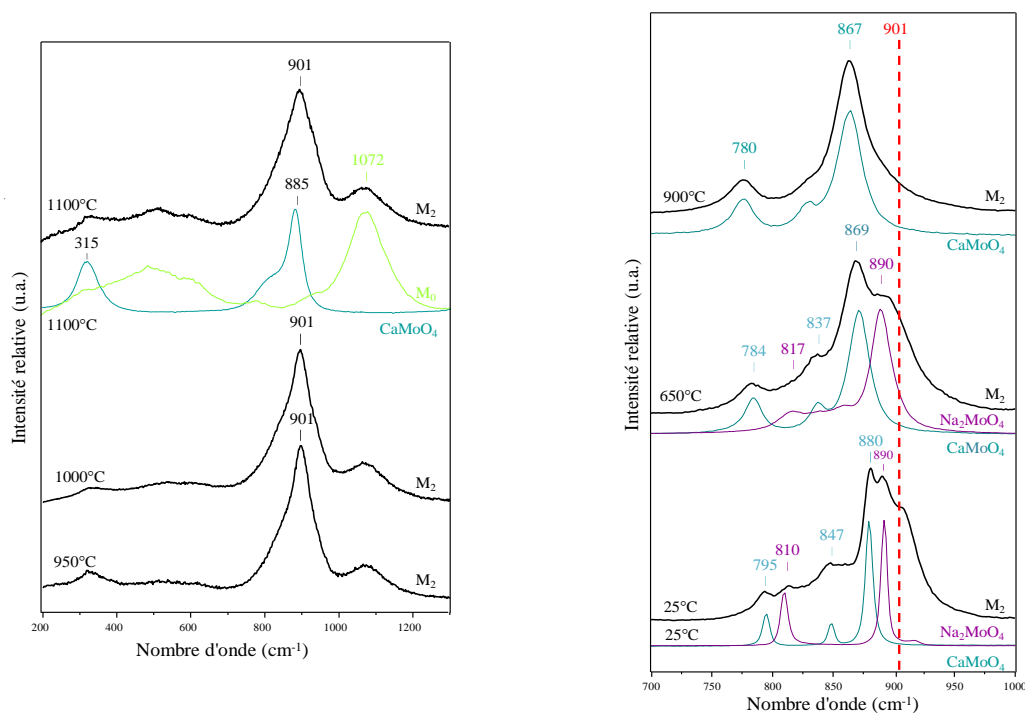 901
1072
885
1100°C
M₂
315
M₀
1100°C
CaMoO₄
901
901
1000°C
M₂
950°C
M₂
200 400 600 800 1000 1200
Nombre d'onde (cm⁻¹)
Intensité relative (u.a.)
867
901
780
900°C
M₂
CaMoO₄
869
890
837
784
817
650°C
M₂
Na₂MoO₄
CaMoO₄
880
890
847
810
795
25°C
M₂
25°C
Na₂MoO₄
CaMoO₄
700 750 800 850 900 950 1000
Nombre d'onde (cm⁻¹)
Intensité relative (u.a.)